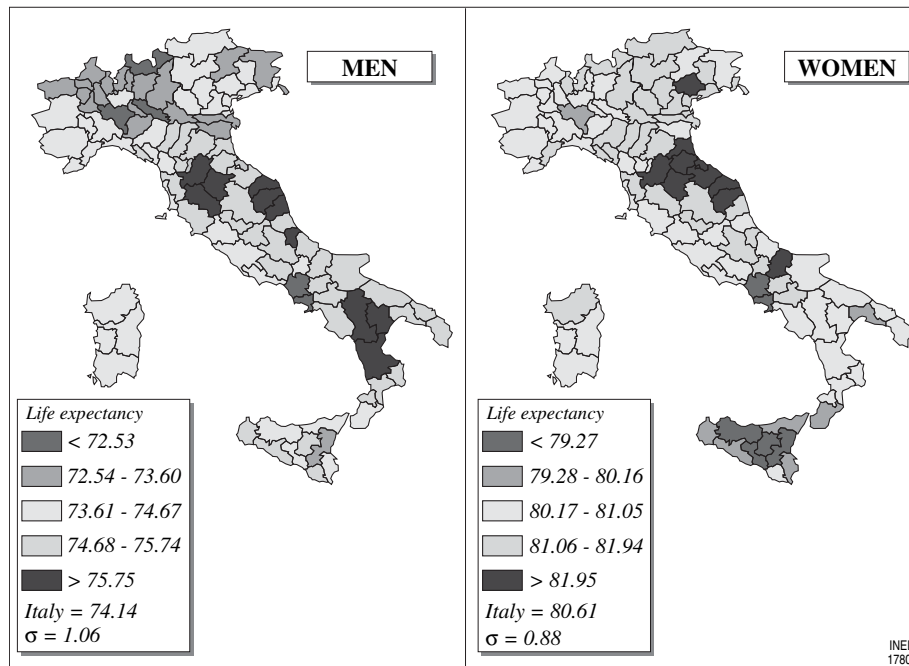 MEN
Life expectancy
< 72.53
72.54 - 73.60
73.61 - 74.67
74.68 - 75.74
> 75.75
Italy = 74.14
σ = 1.06
WOMEN
Life expectancy
< 79.27
79.28 - 80.16
80.17 - 81.05
81.06 - 81.94
> 81.95
Italy = 80.61
σ = 0.88